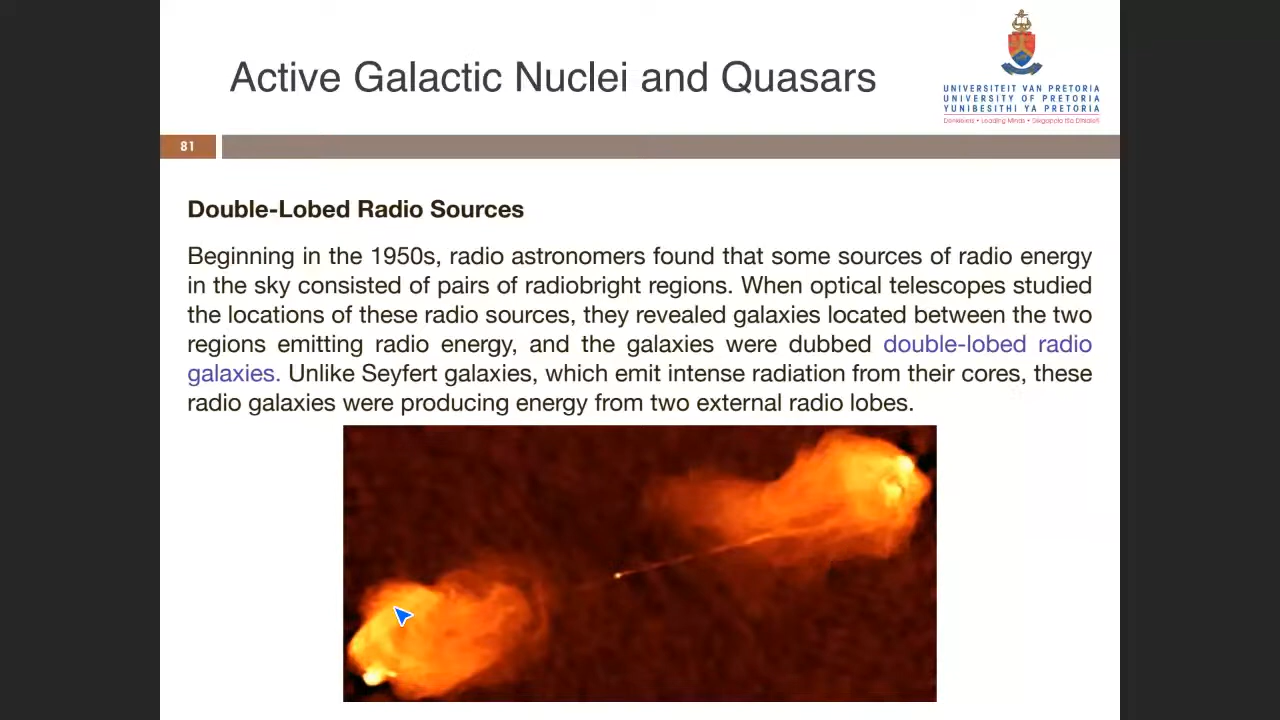 Active Galactic Nuclei and Quasars
UNIVERSITEIT VAN PRETORIA
UNIVERSITY OF PRETORIA
YUNIBESITHI YA PRETORIA
81
Double-Lobed Radio Sources
Beginning in the 1950s, radio astronomers found that some sources of radio energy
in the sky consisted of pairs of radiobright regions. When optical telescopes studied
the locations of these radio sources, they revealed galaxies located between the two
regions emitting radio energy, and the galaxies were dubbed double-lobed radio
galaxies. Unlike Seyfert galaxies, which emit intense radiation from their cores, these
radio galaxies were producing energy from two external radio lobes.